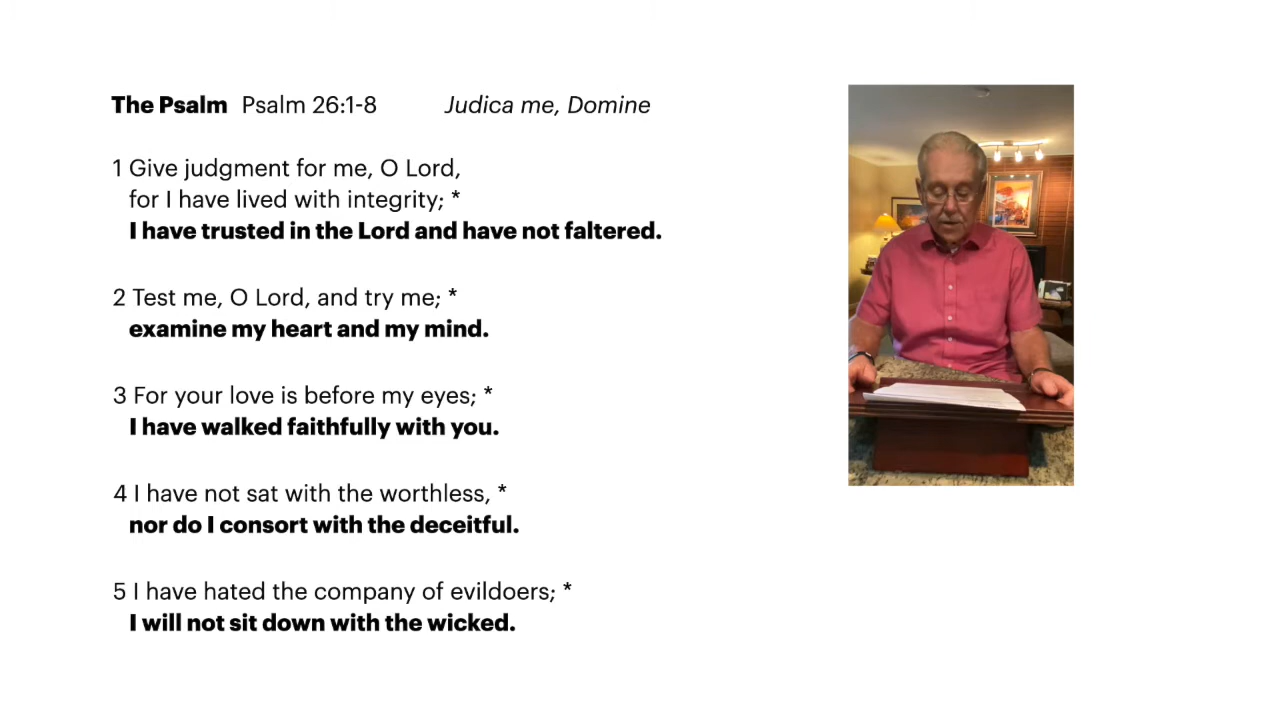 The Psalm Psalm 26:1-8 Judica me, Domine
1 Give judgment for me, O Lord,
for I have lived with integrity; *
I have trusted in the Lord and have not faltered.
2 Test me, O Lord, and try me; *
examine my heart and my mind.
3 For your love is before my eyes; *
I have walked faithfully with you.
4 I have not sat with the worthless, *
nor do I consort with the deceitful.
5 I have hated the company of evildoers; *
I will not sit down with the wicked.